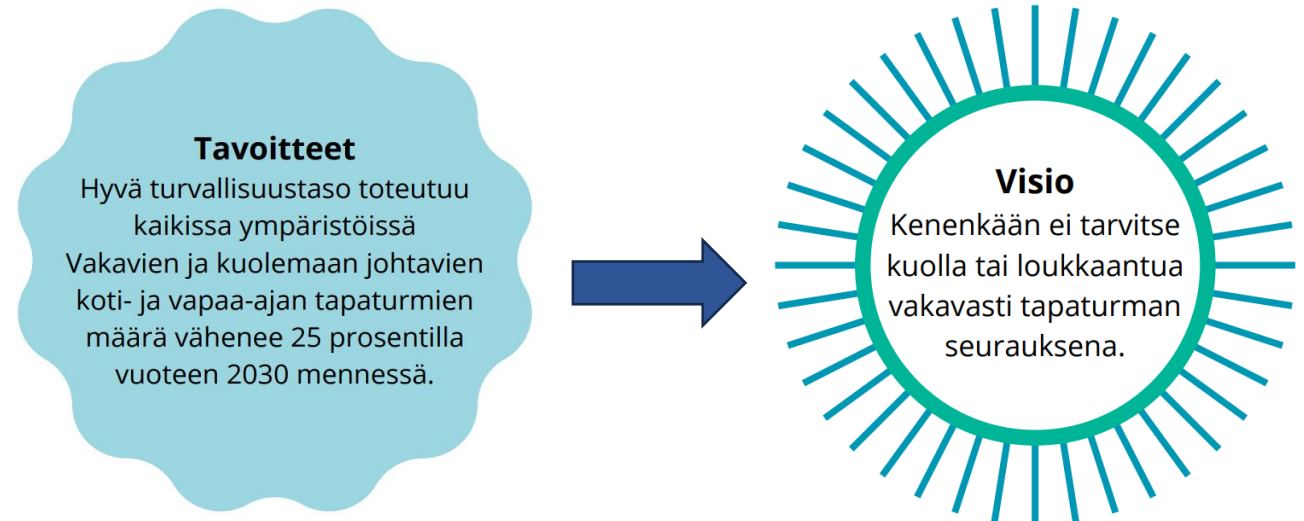 Tavoitteet
Hyvä turvallisuustaso toteutuu
kaikissa ympäristöissä
Vakavien ja kuolemaan johtavien
koti- ja vapaa-ajan tapaturmien
määrä vähenee 25 prosentilla
vuoteen 2030 mennessä.
Visio
Kenenkään ei tarvitse
kuolla tai loukkaantua
vakavasti tapaturman
seurauksena.